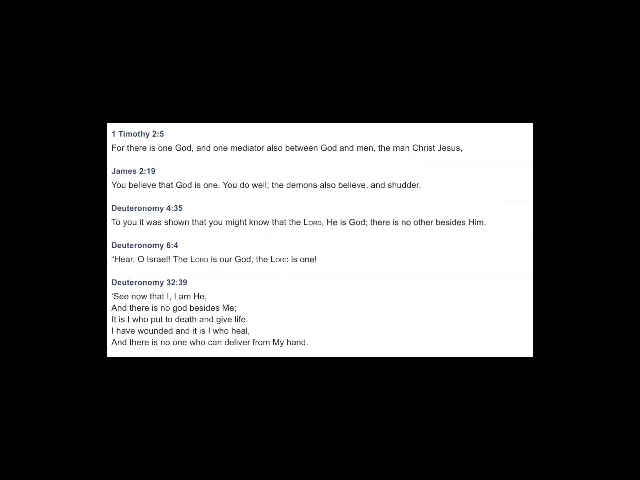 1 Timothy 2:5
For there is one God, and one mediator also between God and men, the man Christ Jesus,
James 2:19
You believe that God is one. You do well; the demons also believe, and shudder.
Deuteronomy 4:35
To you it was shown that you might know that the LORD, He is God; there is no other besides Him.
Deuteronomy 6:4
“Hear, O Israel! The LORD is our God, the LORD is one!
Deuteronomy 32:39
‘See now that I, I am He,
And there is no god besides Me;
It is I who put to death and give life.
I have wounded and it is I who heal,
And there is no one who can deliver from My hand.